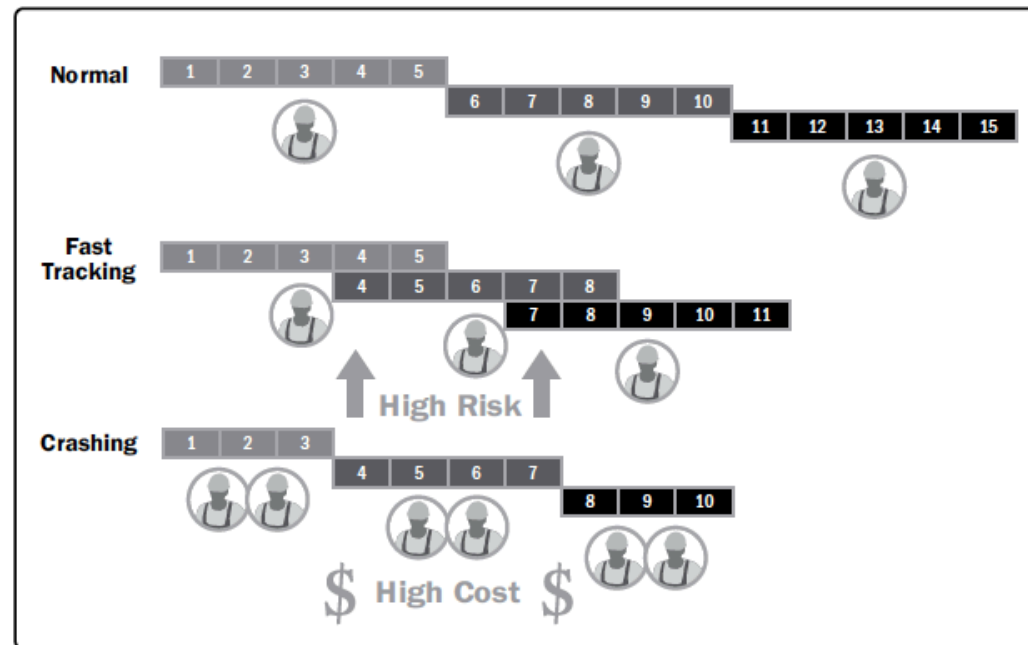 Normal
1 2 3 4 5
6 7 8 9 10
11 12 13 14 15
Fast
Tracking
1 2 3 4 5
4 5 6 7 8
7 8 9 10 11
High Risk
Crashing
1 2 3
4 5 6 7
8 9 10
$ High Cost $